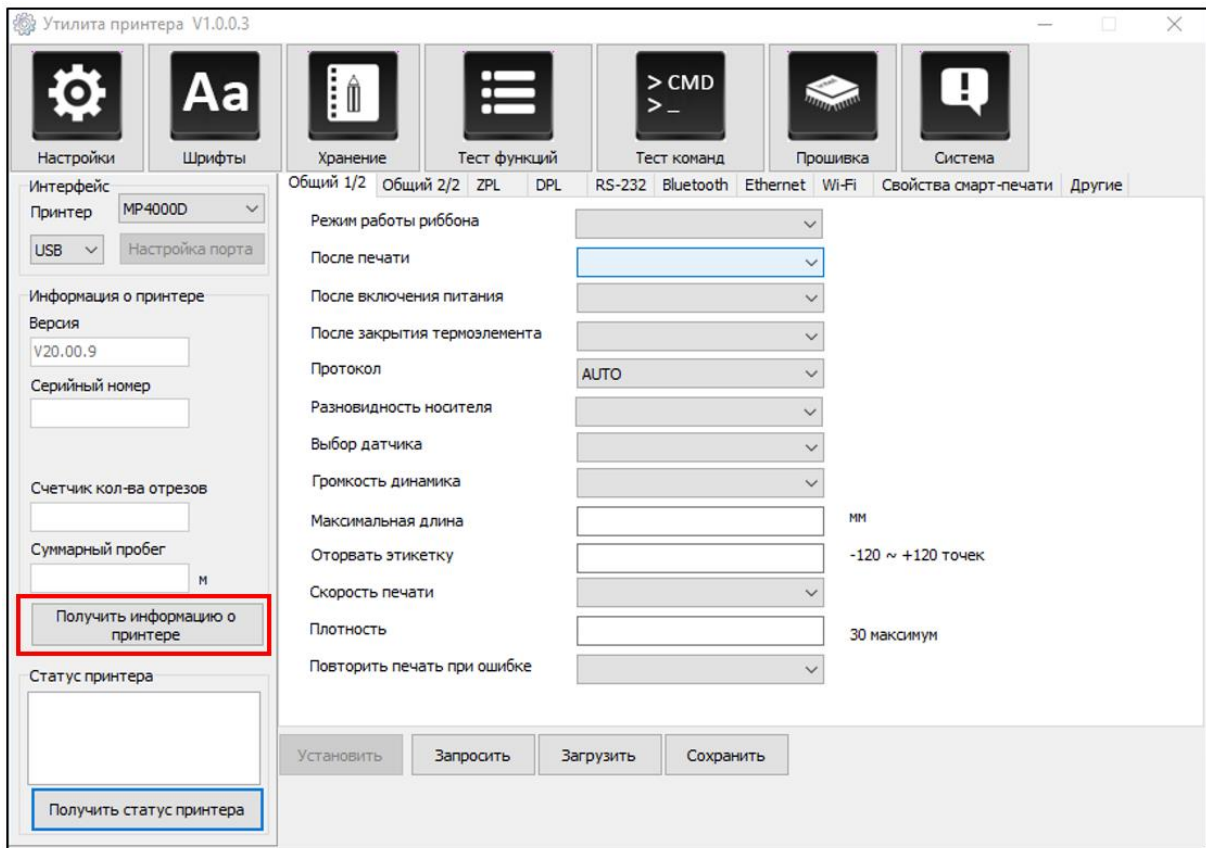 Утилита принтера V1.0.0.3
Aa
> CMD
> _
Настройки
Шрифты
Хранение
Тест функций
Тест команд
Прошивка
Система
Интерфейс
Принтер
MP4000D
USB
Настройка порта
Информация о принтере
Версия
V20.00.9
Серийный номер
Счетчик кол-ва отрезов
Суммарный пробег
м
Получить информацию о
принтере
Статус принтера
Получить статус принтера
Общий 1/2
Общий 2/2
ZPL
DPL
RS-232
Bluetooth
Ethernet
Wi-Fi
Свойства смарт-печати
Другие
Режим работы риббона
После печати
После включения питания
После закрытия термоэлемента
Протокол
AUTO
Разновидность носителя
Выбор датчика
Громкость динамика
Максимальная длина
мм
Оторвать этикетку
-120 ~ +120 точек
Скорость печати
Плотность
30 максимум
Повторить печать при ошибке
Установить
Запросить
Загрузить
Сохранить